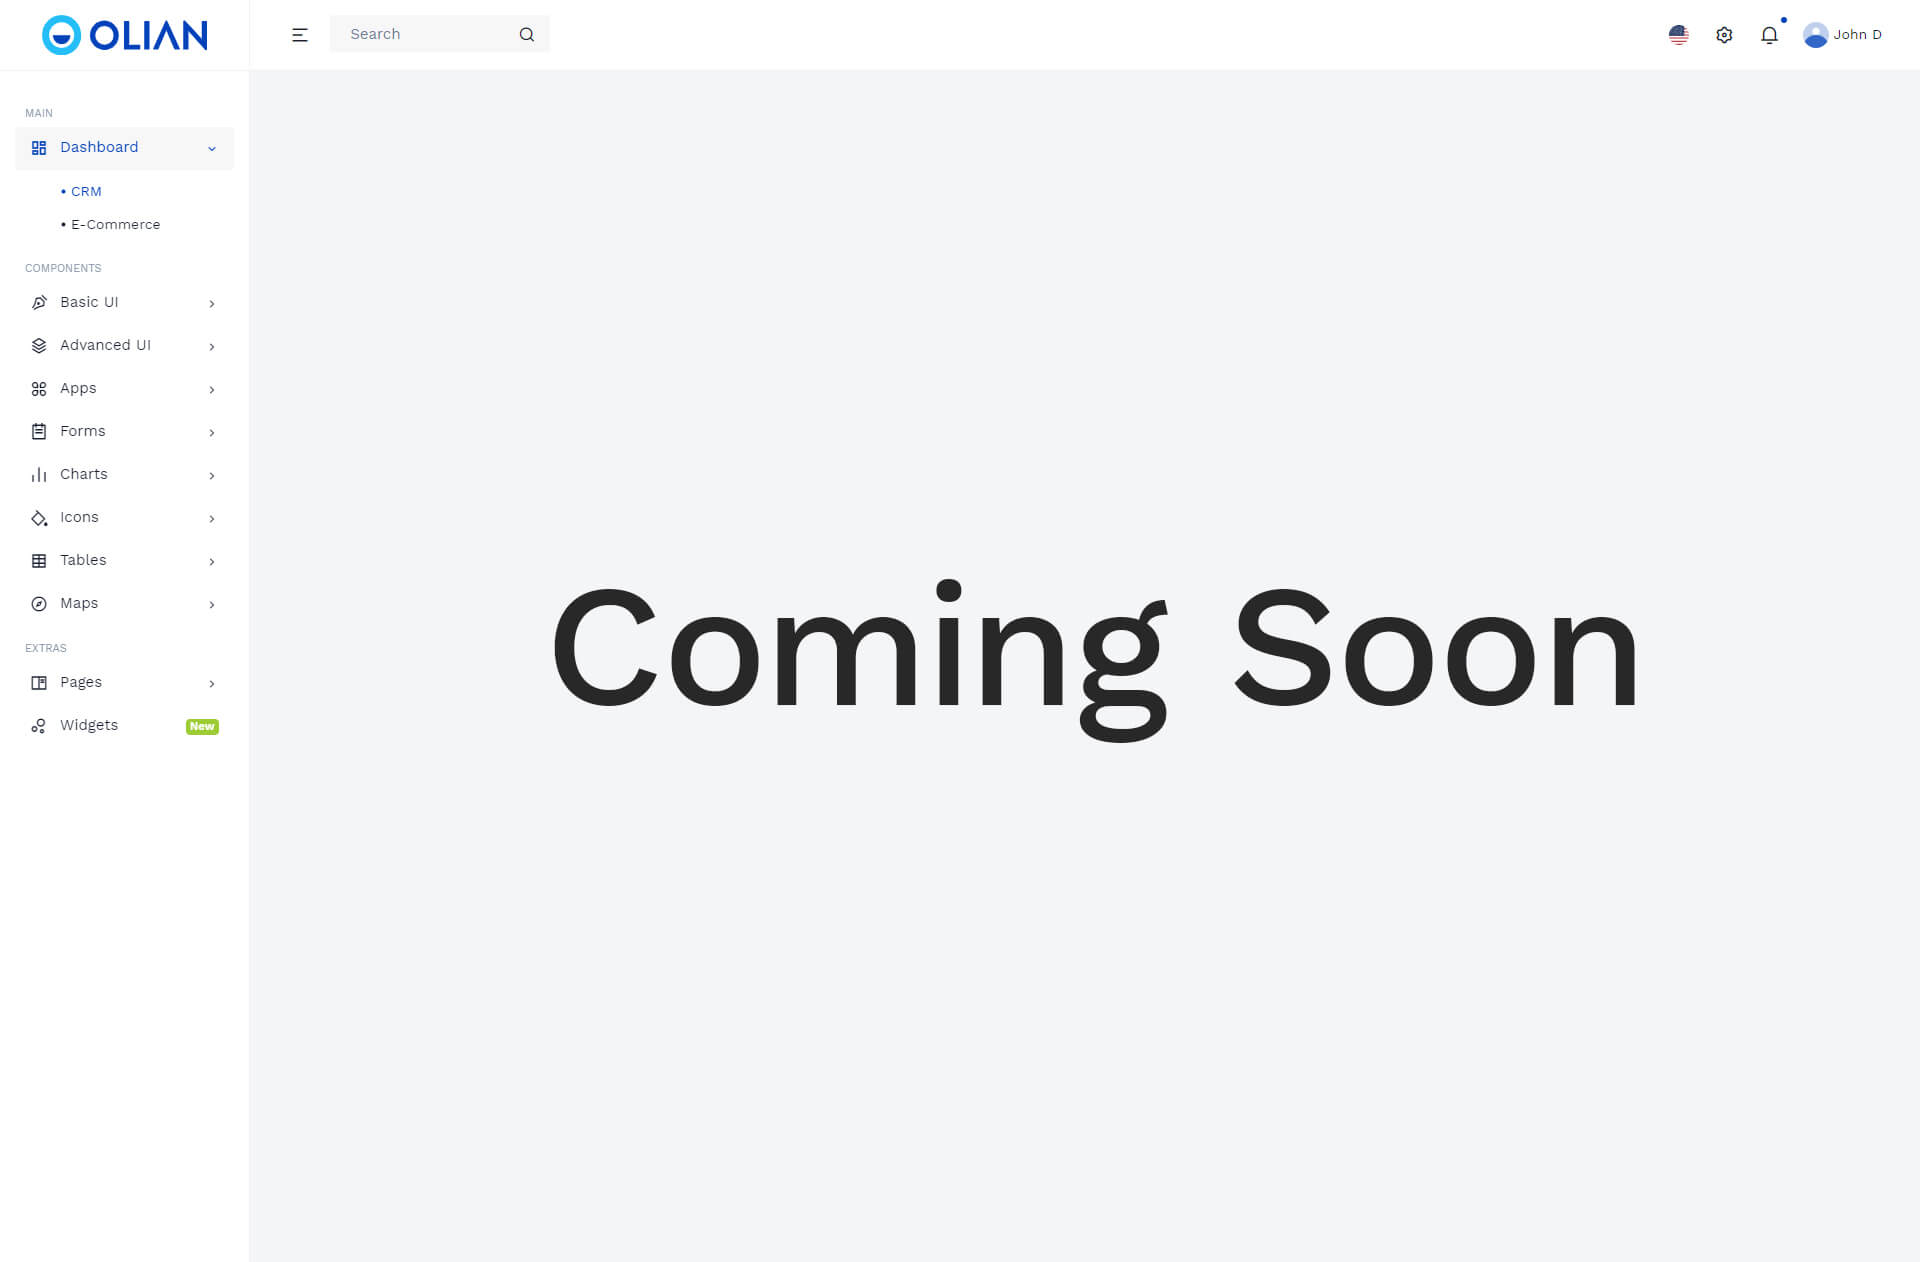 OLIAN
Search
John D
MAIN
Dashboard
• CRM
• E-Commerce
COMPONENTS
Basic UI
Advanced UI
Apps
Forms
Charts
Icons
Tables
Maps
EXTRAS
Pages
Widgets New
Coming Soon